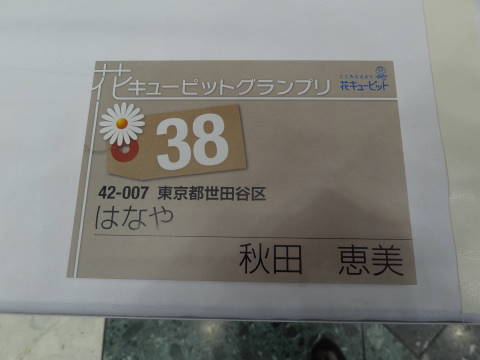 花キューピットグランプリ
花キューピット
38
42-007 東京都世田谷区
はなや
秋田 恵美